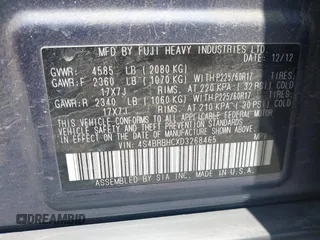 MFD. BY FUJI HEAVY INDUSTRIES LTD.
12/12
GVWR: 4585 LB (2080 KG)
GAWR:F 2360 LB (1070 KG) WITH P225/60R17 TIRES,
17X7J RIMS, AT 220 KPA (32 PSI) COLD
GAWR:R 2340 LB (1060 KG) WITH P225/60R17 TIRES,
17X7J RIMS, AT 210 KPA (30 PSI) COLD
THIS VEHICLE CONFORMS TO ALL APPLICABLE
FEDERAL MOTOR VEHICLE SAFETY, BUMPER, AND
THEFT PREVENTION STANDARDS IN EFFECT ON THE
DATE OF MANUFACTURE SHOWN ABOVE.
VIN: 4S4BRBHCXD3268465
ASSEMBLED BY SIA INC. MADE IN U.S.A.
DREAMBID